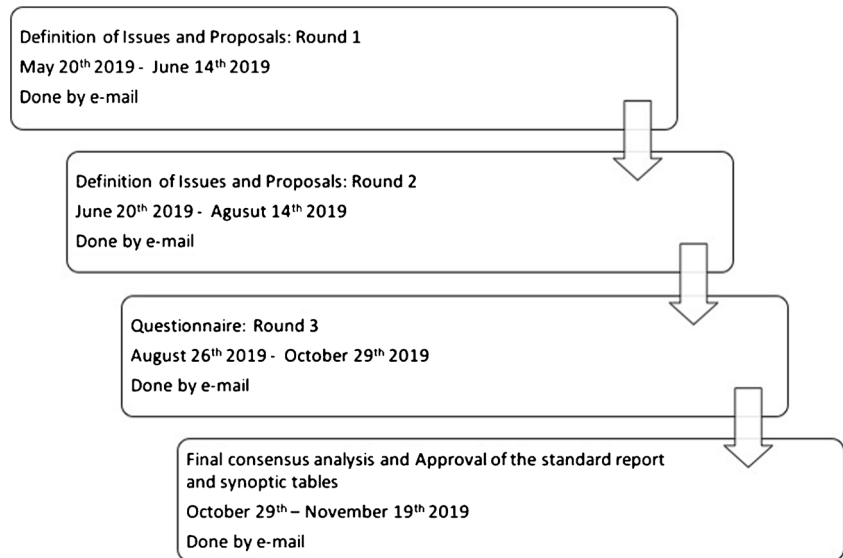 Definition of Issues and Proposals: Round 1
May 20th 2019 - June 14th 2019
Done by e-mail
Definition of Issues and Proposals: Round 2
June 20th 2019 - Agusut 14th 2019
Done by e-mail
Questionnaire: Round 3
August 26th 2019 - October 29th 2019
Done by e-mail
Final consensus analysis and Approval of the standard report
and synoptic tables
October 29th – November 19th 2019
Done by e-mail